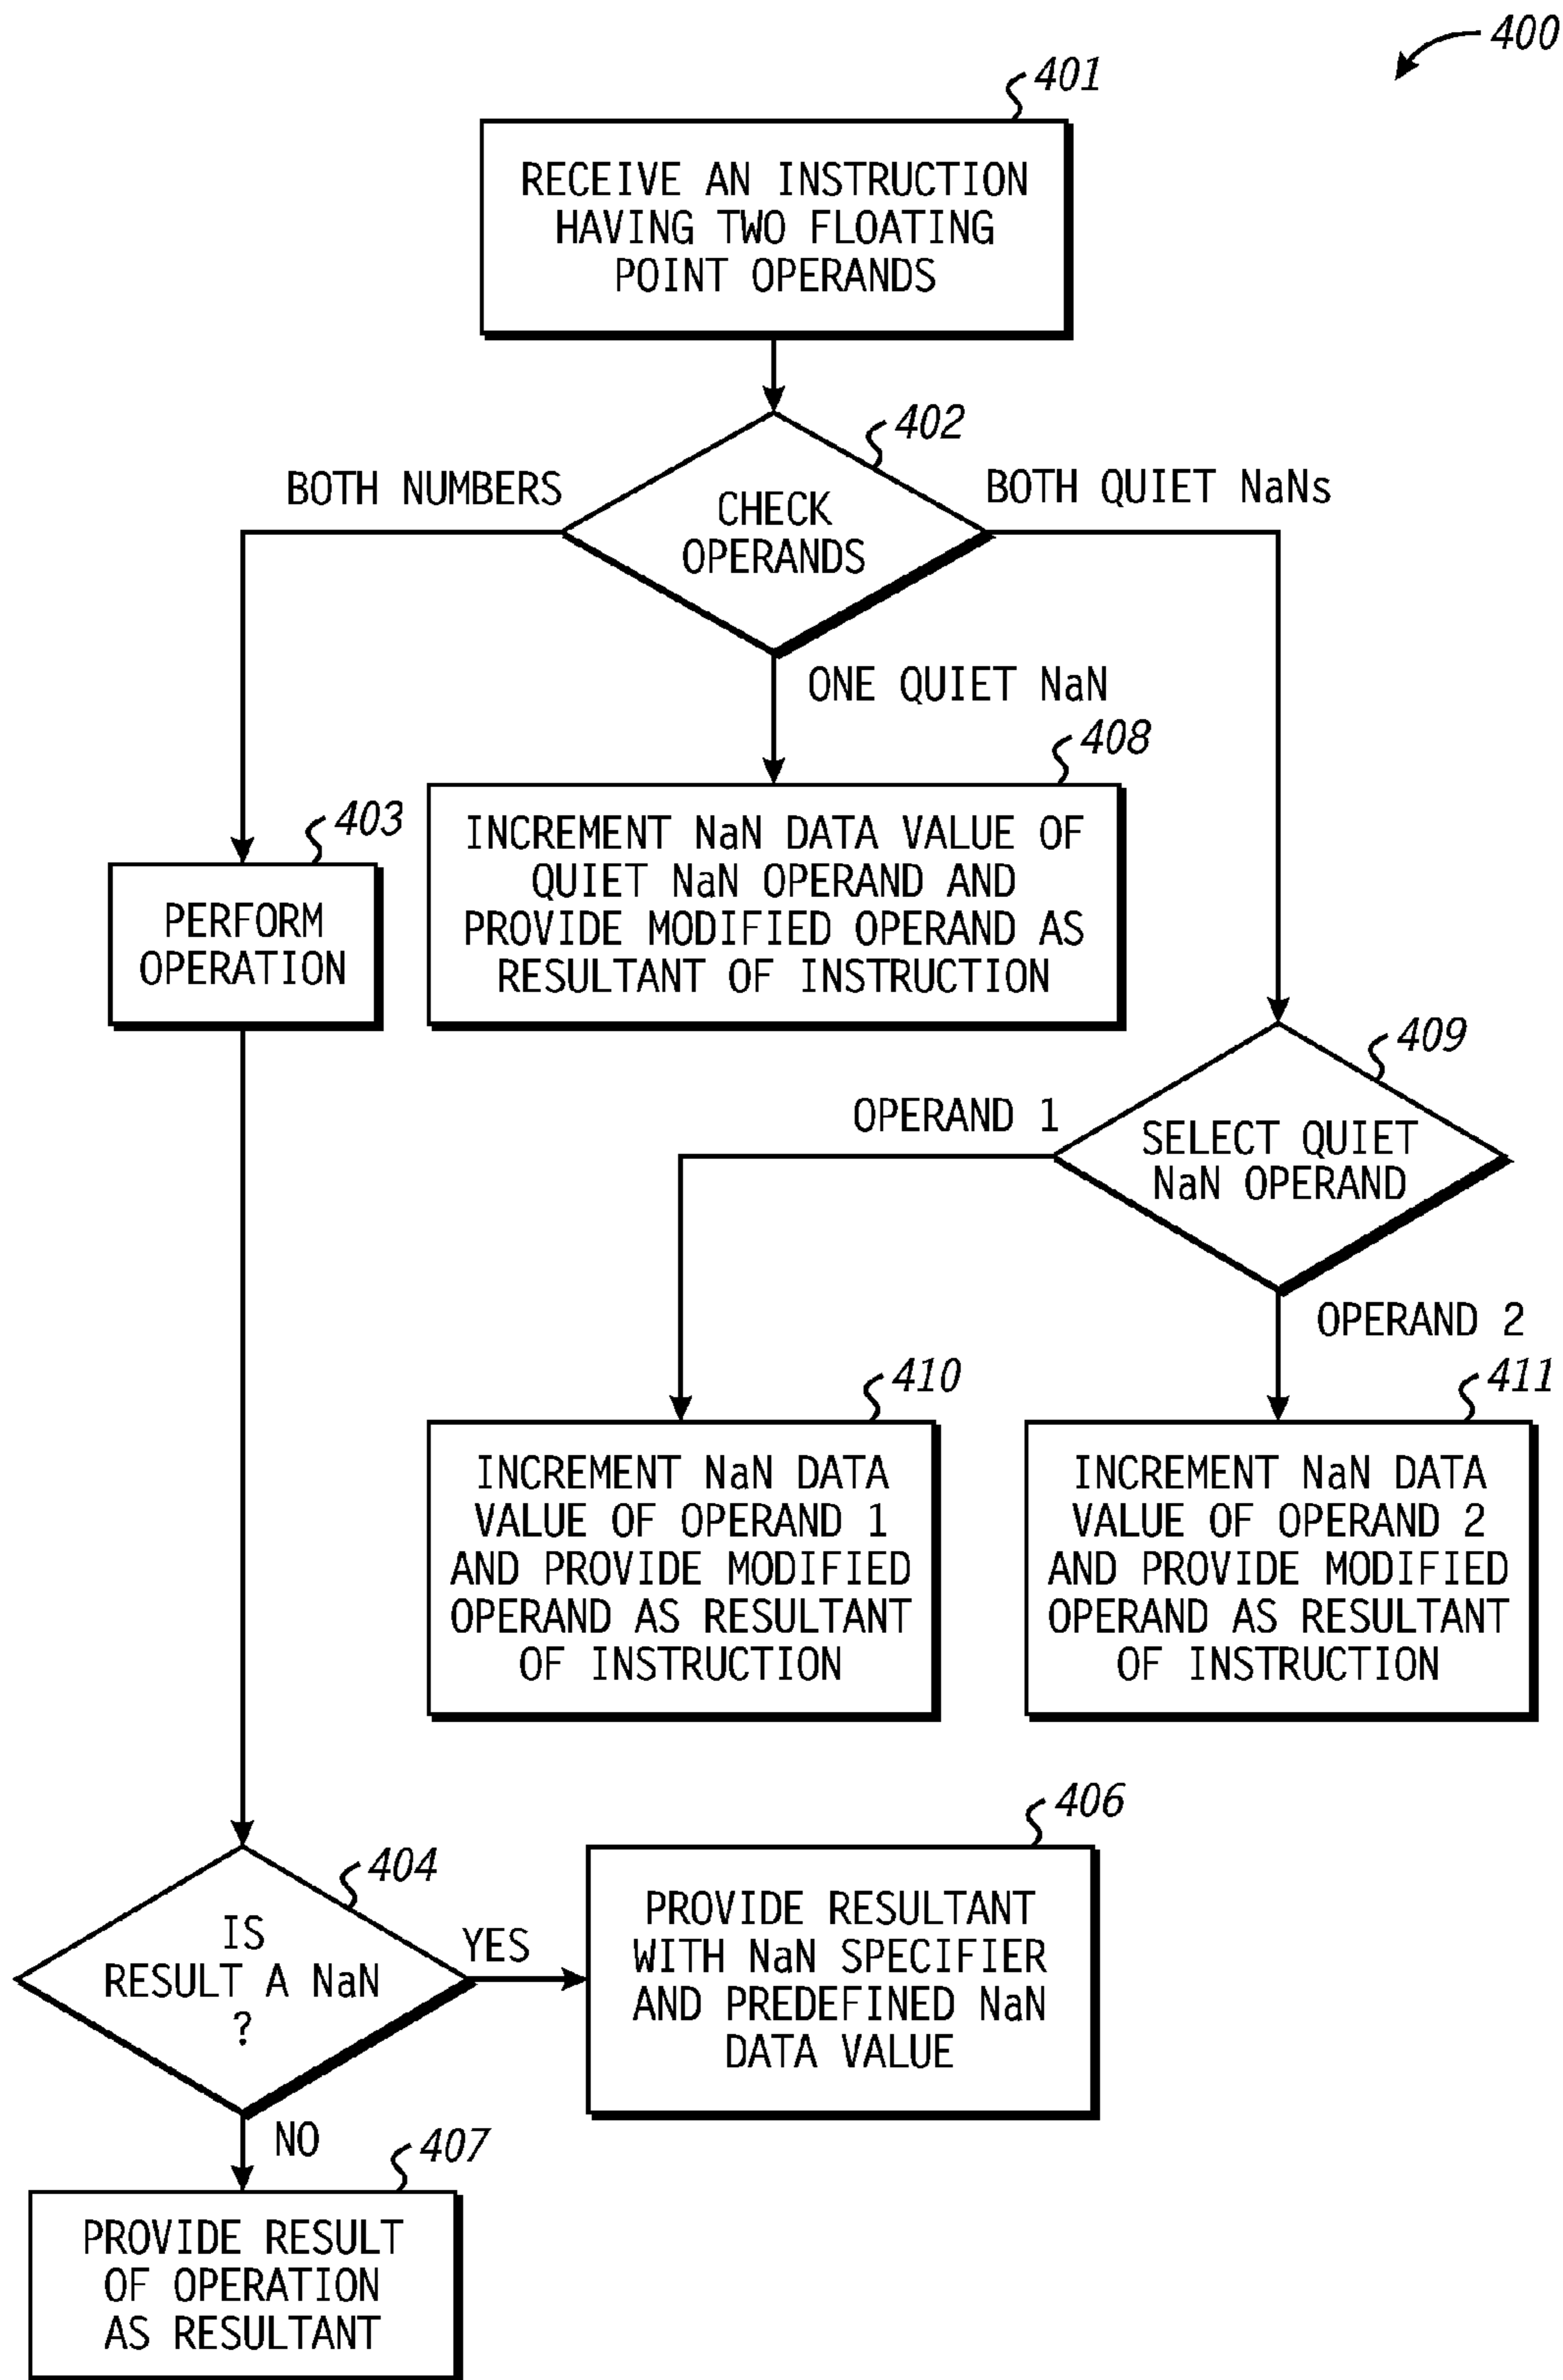 400
401
RECEIVE AN INSTRUCTION
HAVING TWO FLOATING
POINT OPERANDS
402
BOTH NUMBERS
BOTH QUIET NaNs
CHECK
OPERANDS
ONE QUIET NaN
408
403
INCREMENT NaN DATA VALUE OF
QUIET NaN OPERAND AND
PROVIDE MODIFIED OPERAND AS
RESULTANT OF INSTRUCTION
PERFORM
OPERATION
409
OPERAND 1
SELECT QUIET
NaN OPERAND
OPERAND 2
410
411
INCREMENT NaN DATA
VALUE OF OPERAND 1
AND PROVIDE MODIFIED
OPERAND AS RESULTANT
OF INSTRUCTION
INCREMENT NaN DATA
VALUE OF OPERAND 2
AND PROVIDE MODIFIED
OPERAND AS RESULTANT
OF INSTRUCTION
406
404
IS
RESULT A NaN
?
YES
PROVIDE RESULTANT
WITH NaN SPECIFIER
AND PREDEFINED NaN
DATA VALUE
NO
407
PROVIDE RESULT
OF OPERATION
AS RESULTANT